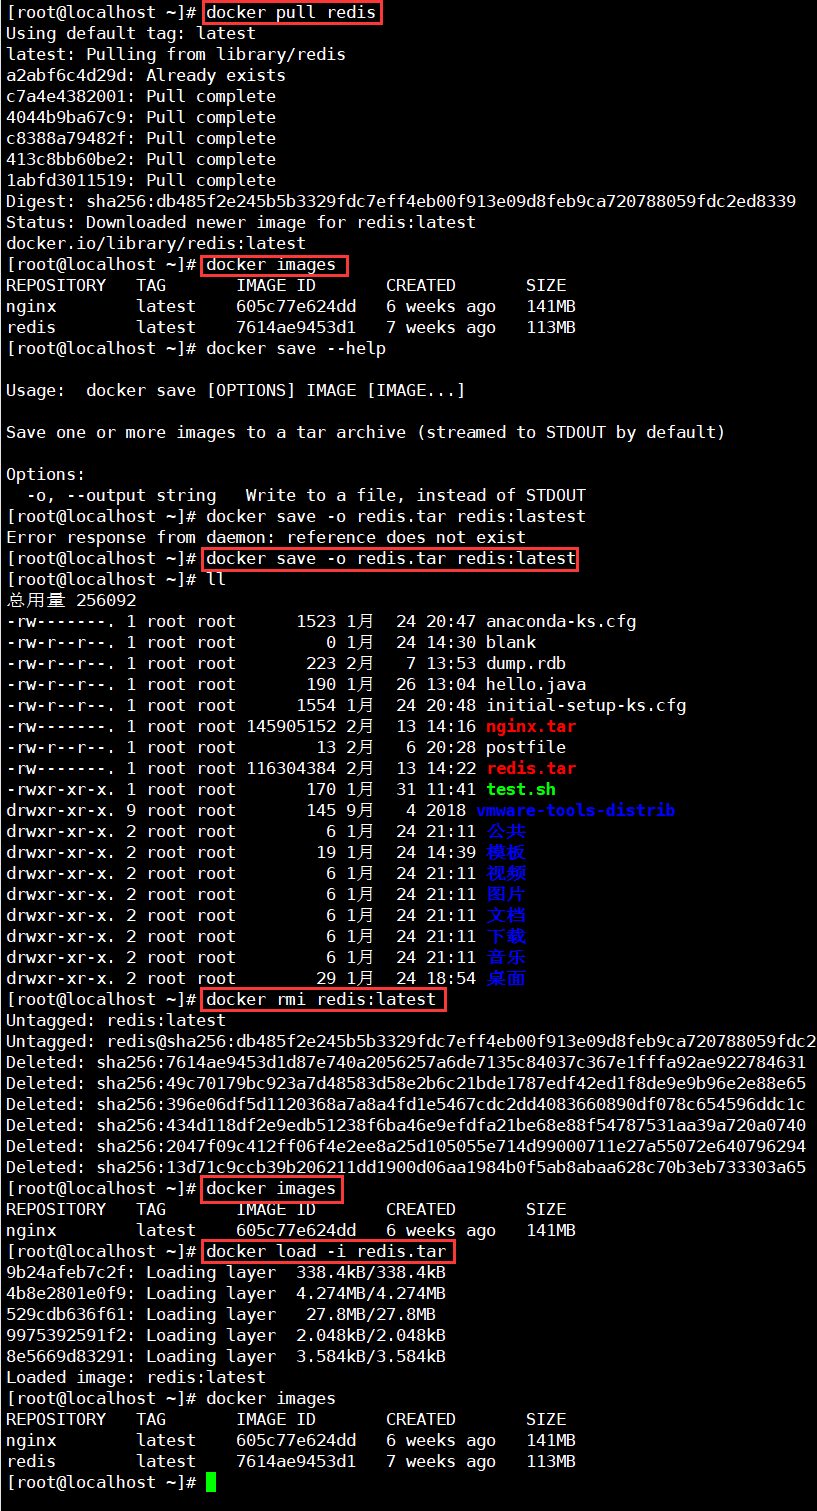 [root@localhost ~]# docker pull redis
Using default tag: latest
latest: Pulling from library/redis
a2abf6c4d29d: Already exists
c7a4e4382001: Pull complete
4044b9ba67c9: Pull complete
c8388a79482f: Pull complete
413c8bb60be2: Pull complete
1abfd3011519: Pull complete
Digest: sha256:db485f2e245b5b3329fdc7eff4eb00f913e09d8feb9ca720788059fdc2ed8339
Status: Downloaded newer image for redis:latest
docker.io/library/redis:latest
[root@localhost ~]# docker images
REPOSITORY   TAG       IMAGE ID       CREATED       SIZE
nginx        latest    605c77e624dd   6 weeks ago   141MB
redis        latest    7614ae9453d1   7 weeks ago   113MB
[root@localhost ~]# docker save --help
Usage:  docker save [OPTIONS] IMAGE [IMAGE...]
Save one or more images to a tar archive (streamed to STDOUT by default)
Options:
  -o, --output string   Write to a file, instead of STDOUT
[root@localhost ~]# docker save -o redis.tar redis:lastest
Error response from daemon: reference does not exist
[root@localhost ~]# docker save -o redis.tar redis:latest
[root@localhost ~]# ll
总用量 256092
-rw-------. 1 root root      1523 1月  24 20:47 anaconda-ks.cfg
-rw-r--r--. 1 root root         0 1月  24 14:30 blank
-rw-r--r--. 1 root root       223 2月   7 13:53 dump.rdb
-rw-r--r--. 1 root root       190 1月  26 13:04 hello.java
-rw-r--r--. 1 root root      1554 1月  24 20:48 initial-setup-ks.cfg
-rw-------. 1 root root 145905152 2月  13 14:16 nginx.tar
-rw-r--r--. 1 root root        13 2月   6 20:28 postfile
-rw-------. 1 root root 116304384 2月  13 14:22 redis.tar
-rwxr-xr-x. 1 root root       170 1月  31 11:41 test.sh
drwxr-xr-x. 9 root root       145 9月   4 2018 vmware-tools-distrib
drwxr-xr-x. 2 root root         6 1月  24 21:11 公共
drwxr-xr-x. 2 root root        19 1月  24 14:39 模板
drwxr-xr-x. 2 root root         6 1月  24 21:11 视频
drwxr-xr-x. 2 root root         6 1月  24 21:11 图片
drwxr-xr-x. 2 root root         6 1月  24 21:11 文档
drwxr-xr-x. 2 root root         6 1月  24 21:11 下载
drwxr-xr-x. 2 root root         6 1月  24 21:11 音乐
drwxr-xr-x. 2 root root        29 1月  24 18:54 桌面
[root@localhost ~]# docker rmi redis:latest
Untagged: redis:latest
Untagged: redis@sha256:db485f2e245b5b3329fdc7eff4eb00f913e09d8feb9ca720788059fdc2
Deleted: sha256:7614ae9453d1d87e740a2056257a6de7135c84037c367e1fffa92ae922784631
Deleted: sha256:49c70179bc923a7d48583d58e2b6c21bde1787edf42ed1f8de9e9b96e2e88e65
Deleted: sha256:396e06df5d1120368a7a8a4fd1e5467cdc2dd4083660890df078c654596ddc1c
Deleted: sha256:434d118df2e9edb51238f6ba46e9efdfa21be68e88f54787531aa39a720a0740
Deleted: sha256:2047f09c412ff06f4e2ee8a25d105055e714d99000711e27a55072e640796294
Deleted: sha256:13d71c9ccb39b206211dd1900d06aa1984b0f5ab8abaa628c70b3eb733303a65
[root@localhost ~]# docker images
REPOSITORY   TAG       IMAGE ID       CREATED       SIZE
nginx        latest    605c77e624dd   6 weeks ago   141MB
[root@localhost ~]# docker load -i redis.tar
9b24afeb7c2f: Loading layer  338.4kB/338.4kB
4b8e2801e0f9: Loading layer  4.274MB/4.274MB
529cdb636f61: Loading layer   27.8MB/27.8MB
9975392591f2: Loading layer  2.048kB/2.048kB
8e5669d83291: Loading layer  3.584kB/3.584kB
Loaded image: redis:latest
[root@localhost ~]# docker images
REPOSITORY   TAG       IMAGE ID       CREATED       SIZE
nginx        latest    605c77e624dd   6 weeks ago   141MB
redis        latest    7614ae9453d1   7 weeks ago   113MB
[root@localhost ~]#